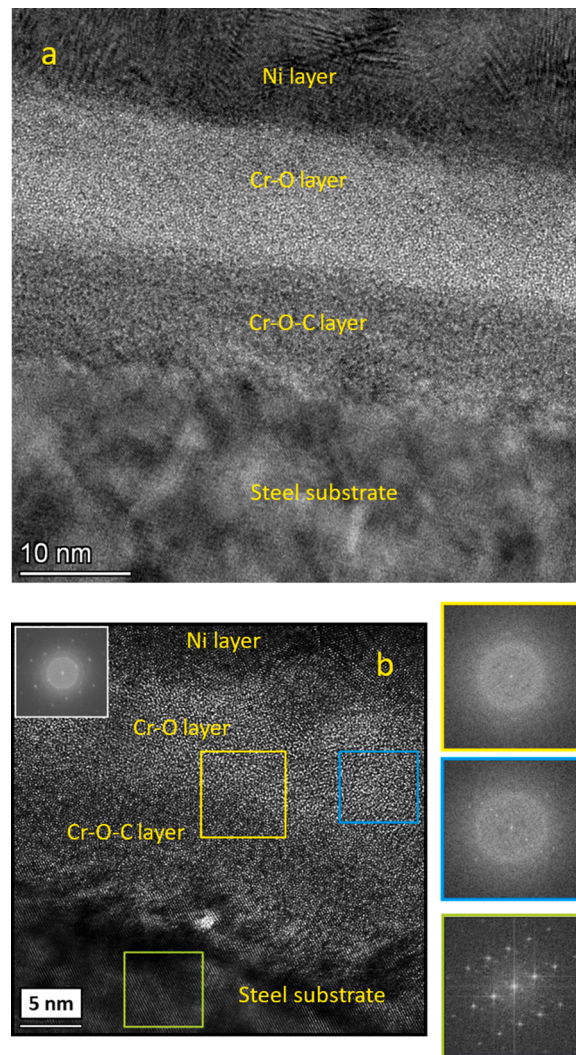 a
Ni layer
Cr-O layer
Cr-O-C layer
Steel substrate
10 nm
Ni layer
b
Cr-O layer
Cr-O-C layer
Steel substrate
5 nm